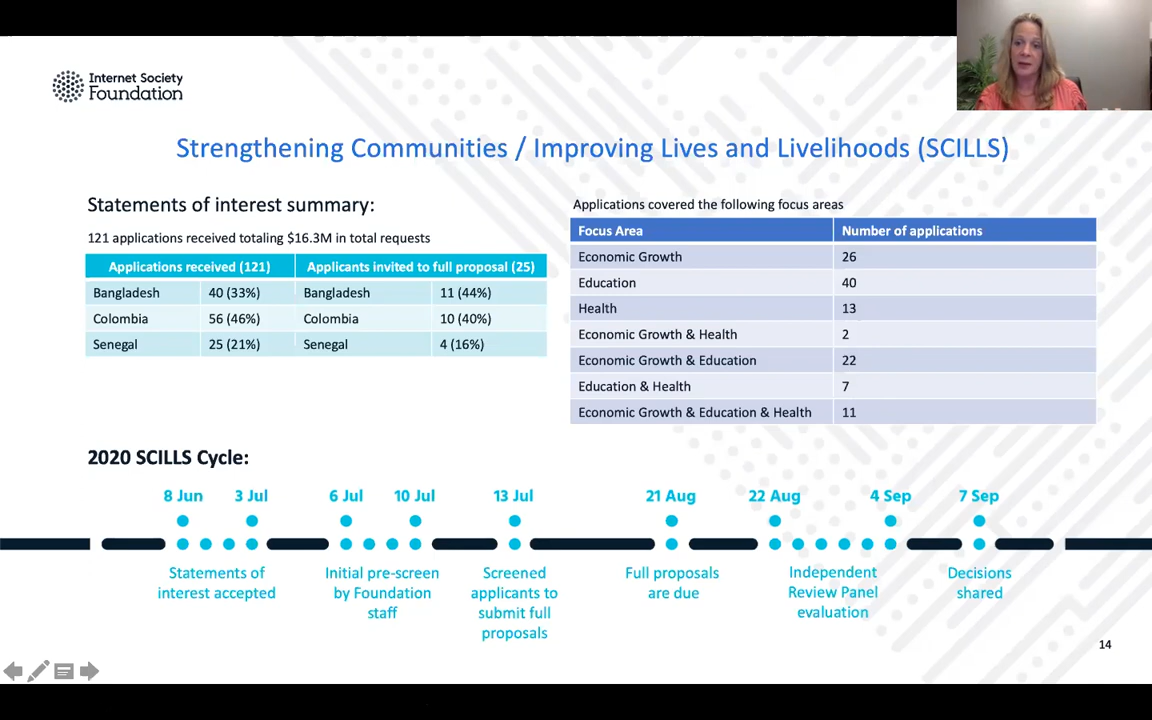 Internet Society
Foundation
Strengthening Communities / Improving Lives and Livelihoods (SCILLS)
Statements of interest summary:
121 applications received totaling $16.3M in total requests
Applications received (121) Applicants invited to full proposal (25)
Bangladesh 40 (33%) Bangladesh 11 (44%)
Colombia 56 (46%) Colombia 10 (40%)
Senegal 25 (21%) Senegal 4 (16%)
Applications covered the following focus areas
Focus Area Number of applications
Economic Growth 26
Education 40
Health 13
Economic Growth & Health 2
Economic Growth & Education 22
Education & Health 7
Economic Growth & Education & Health 11
2020 SCILLS Cycle:
8 Jun 3 Jul 6 Jul 10 Jul 13 Jul 21 Aug 22 Aug 4 Sep 7 Sep
Statements of
interest accepted
Initial pre-screen
by Foundation
staff
Screened
applicants to
submit full
proposals
Full proposals
are due
Independent
Review Panel
evaluation
Decisions
shared
14